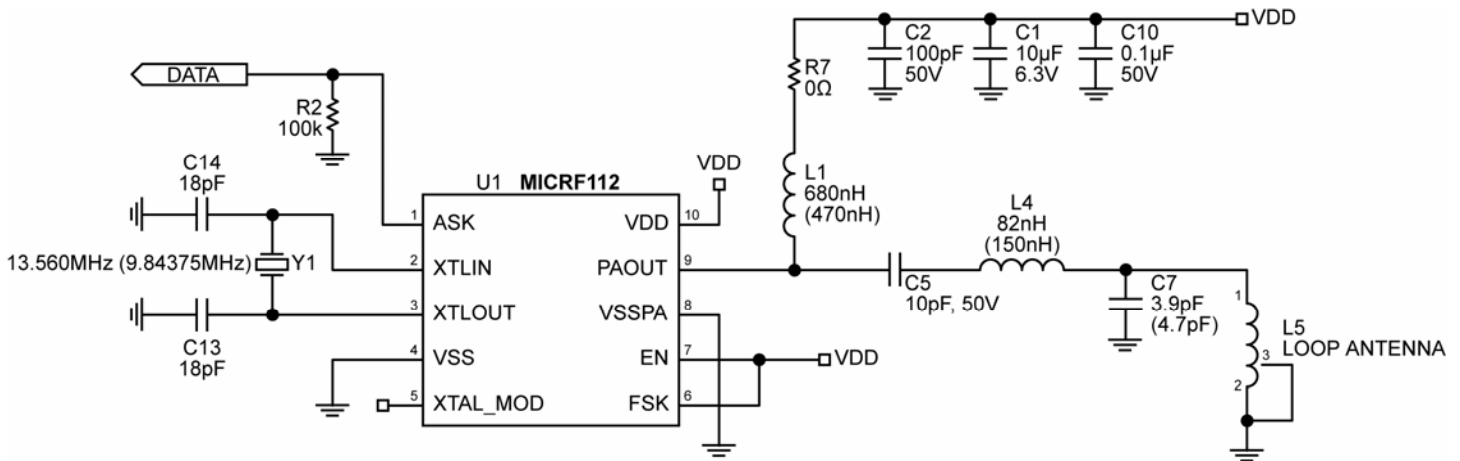 VDD
C2
100pF
50V
C1
10µF
6.3V
C10
0.1µF
50V
R7
0Ω
DATA
R2
100k
C14
18pF
13.560MHz (9.84375MHz)
Y1
C13
18pF
U1 MICRF112
1
ASK
2
XTLIN
3
XTLOUT
4
VSS
5
XTAL_MOD
VDD
10
PAOUT
9
VSSPA
8
EN
7
FSK
6
VDD
VDD
L1
680nH
(470nH)
C5
10pF, 50V
L4
82nH
(150nH)
C7
3.9pF
(4.7pF)
1
3
2
L5
LOOP ANTENNA